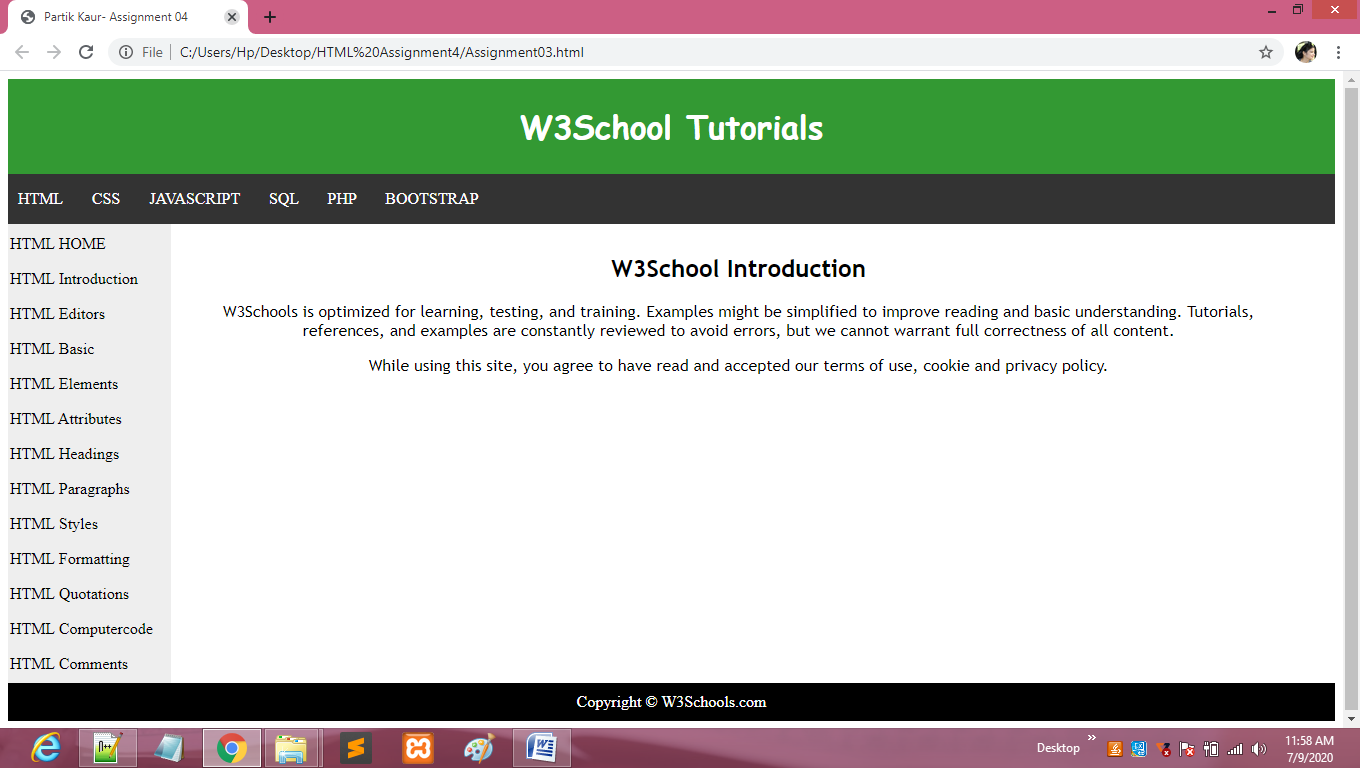 Partik Kaur- Assignment 04
File | C:/Users/Hp/Desktop/HTML%20Assignment4/Assignment03.html
W3School Tutorials
HTML CSS JAVASCRIPT SQL PHP BOOTSTRAP
HTML HOME
HTML Introduction
HTML Editors
HTML Basic
HTML Elements
HTML Attributes
HTML Headings
HTML Paragraphs
HTML Styles
HTML Formatting
HTML Quotations
HTML Computercode
HTML Comments
W3School Introduction
W3Schools is optimized for learning, testing, and training. Examples might be simplified to improve reading and basic understanding. Tutorials,
references, and examples are constantly reviewed to avoid errors, but we cannot warrant full correctness of all content.
While using this site, you agree to have read and accepted our terms of use, cookie and privacy policy.
Copyright © W3Schools.com
Desktop
11:58 AM
7/9/2020